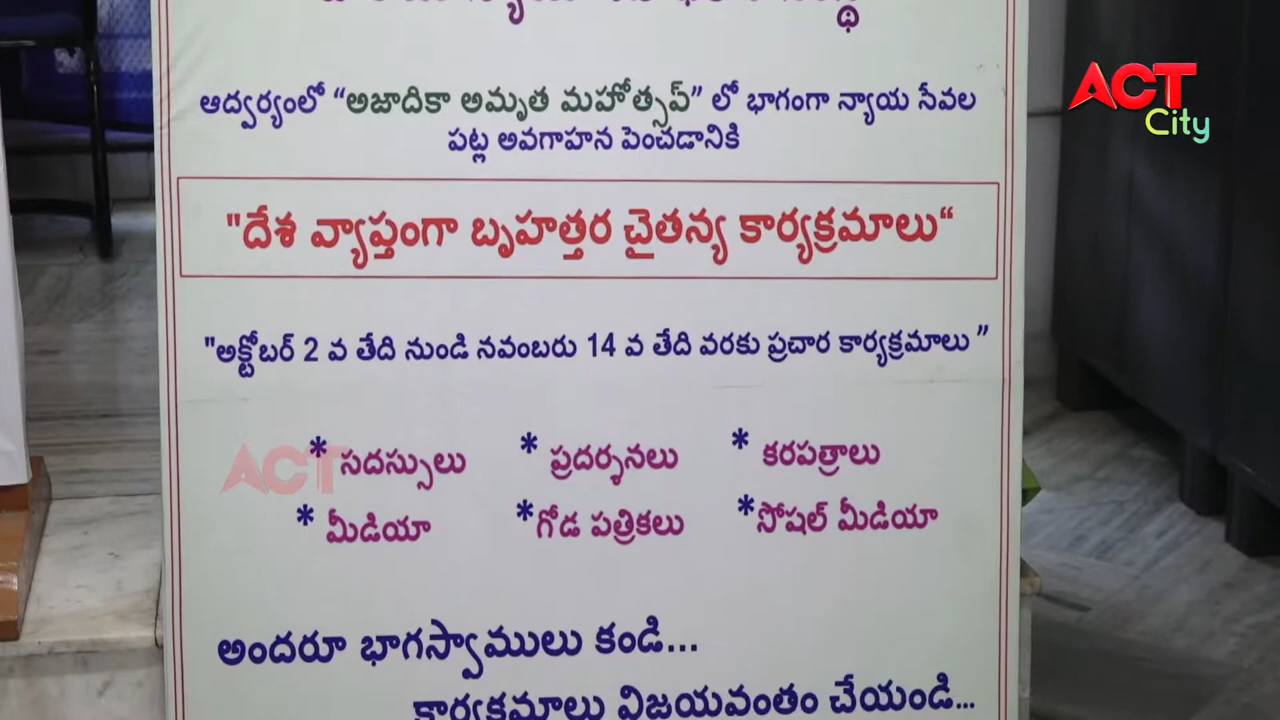 ఆద్వర్యంలో “అజాదికా అమృత మహోత్సవ్” లో భాగంగా న్యాయ సేవల
పట్ల అవగాహన పెంచడానికి
"దేశ వ్యాప్తంగా బృహత్తర చైతన్య కార్యక్రమాలు“
"అక్టోబర్ 2 వ తేది నుండి నవంబరు 14 వ తేది వరకు ప్రచార కార్యక్రమాలు ”
* సదస్సులు * ప్రదర్శనలు * కరపత్రాలు
* మీడియా *గోడ పత్రికలు *సోషల్ మీడియా
అందరూ భాగస్వాములు కండి...
కార్యక్రమాలు విజయవంతం చేయండి...
ACT
City
ACT